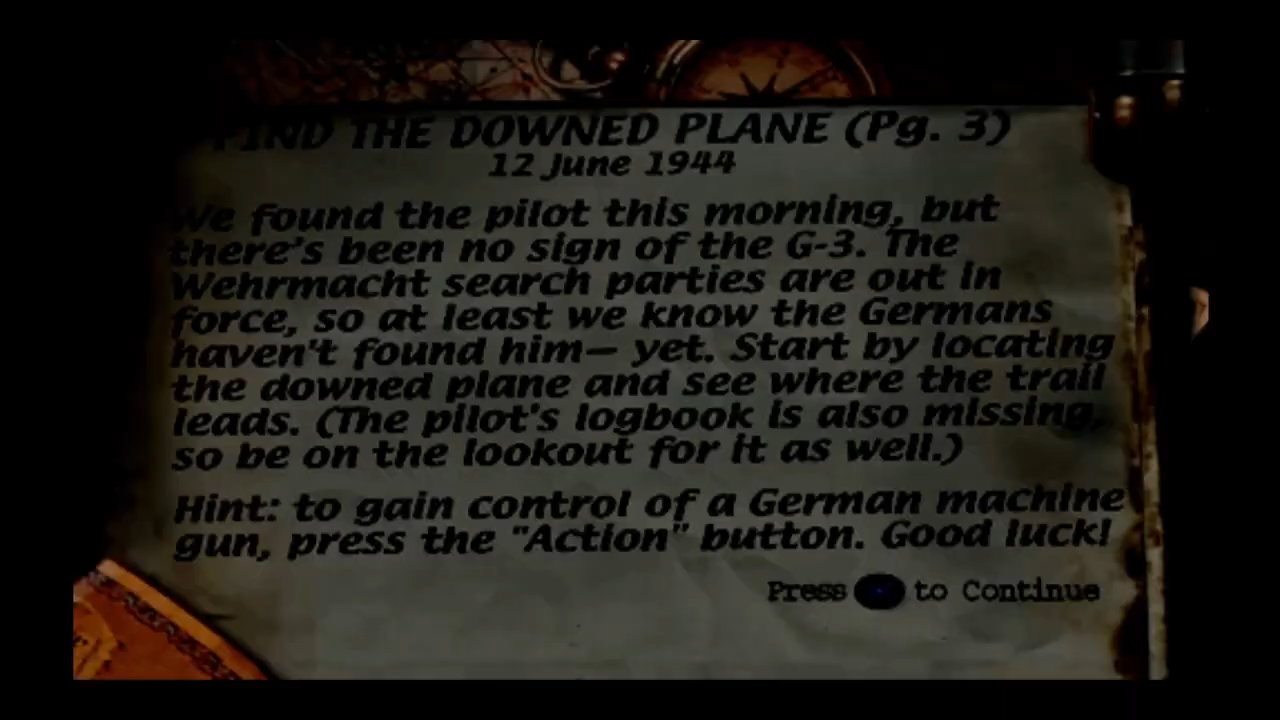 FIND THE DOWNED PLANE (Pg. 3)
12 June 1944
We found the pilot this morning, but
there's been no sign of the G-3. The
Wehrmacht search parties are out in
force, so at least we know the Germans
haven't found him— yet. Start by locating
the downed plane and see where the trail
leads. (The pilot's logbook is also missing,
so be on the lookout for it as well.)
Hint: to gain control of a German machine
gun, press the "Action" button. Good luck!
Press to Continue